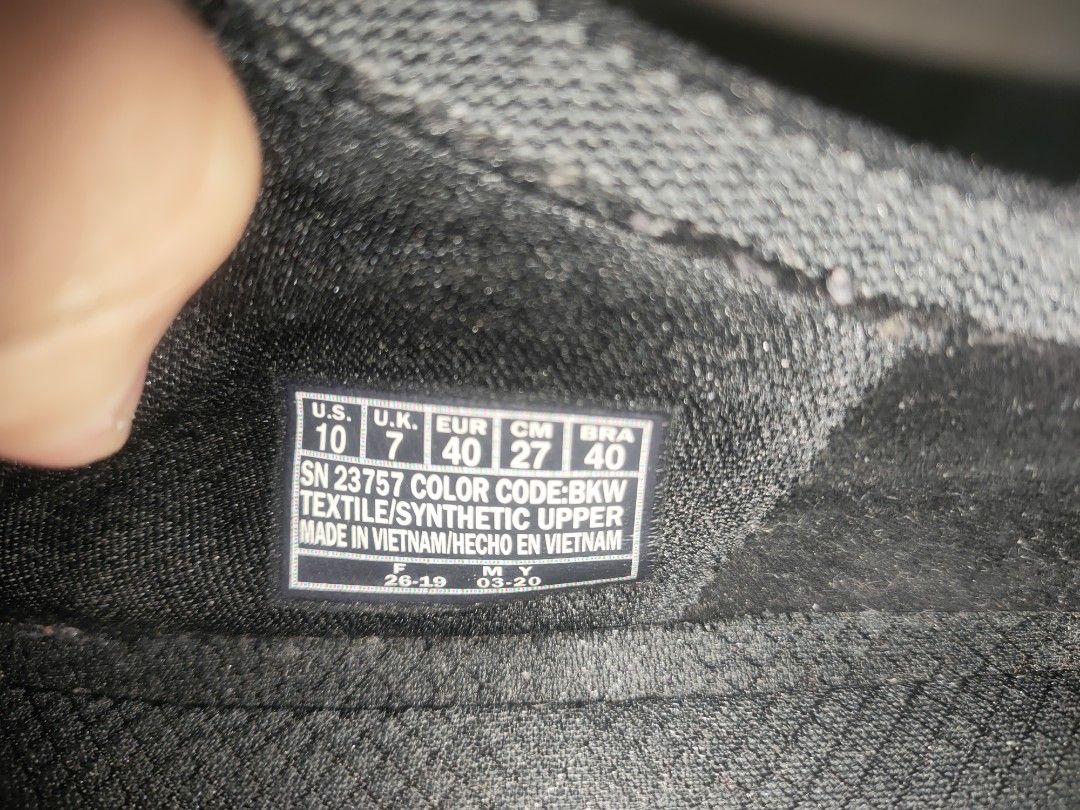 U.S. U.K. EUR CM BRA
10 7 40 27 40
SN 23757 COLOR CODE:BKW
TEXTILE/SYNTHETIC UPPER
MADE IN VIETNAM/HECHO EN VIETNAM
F M Y
26-19 03-20